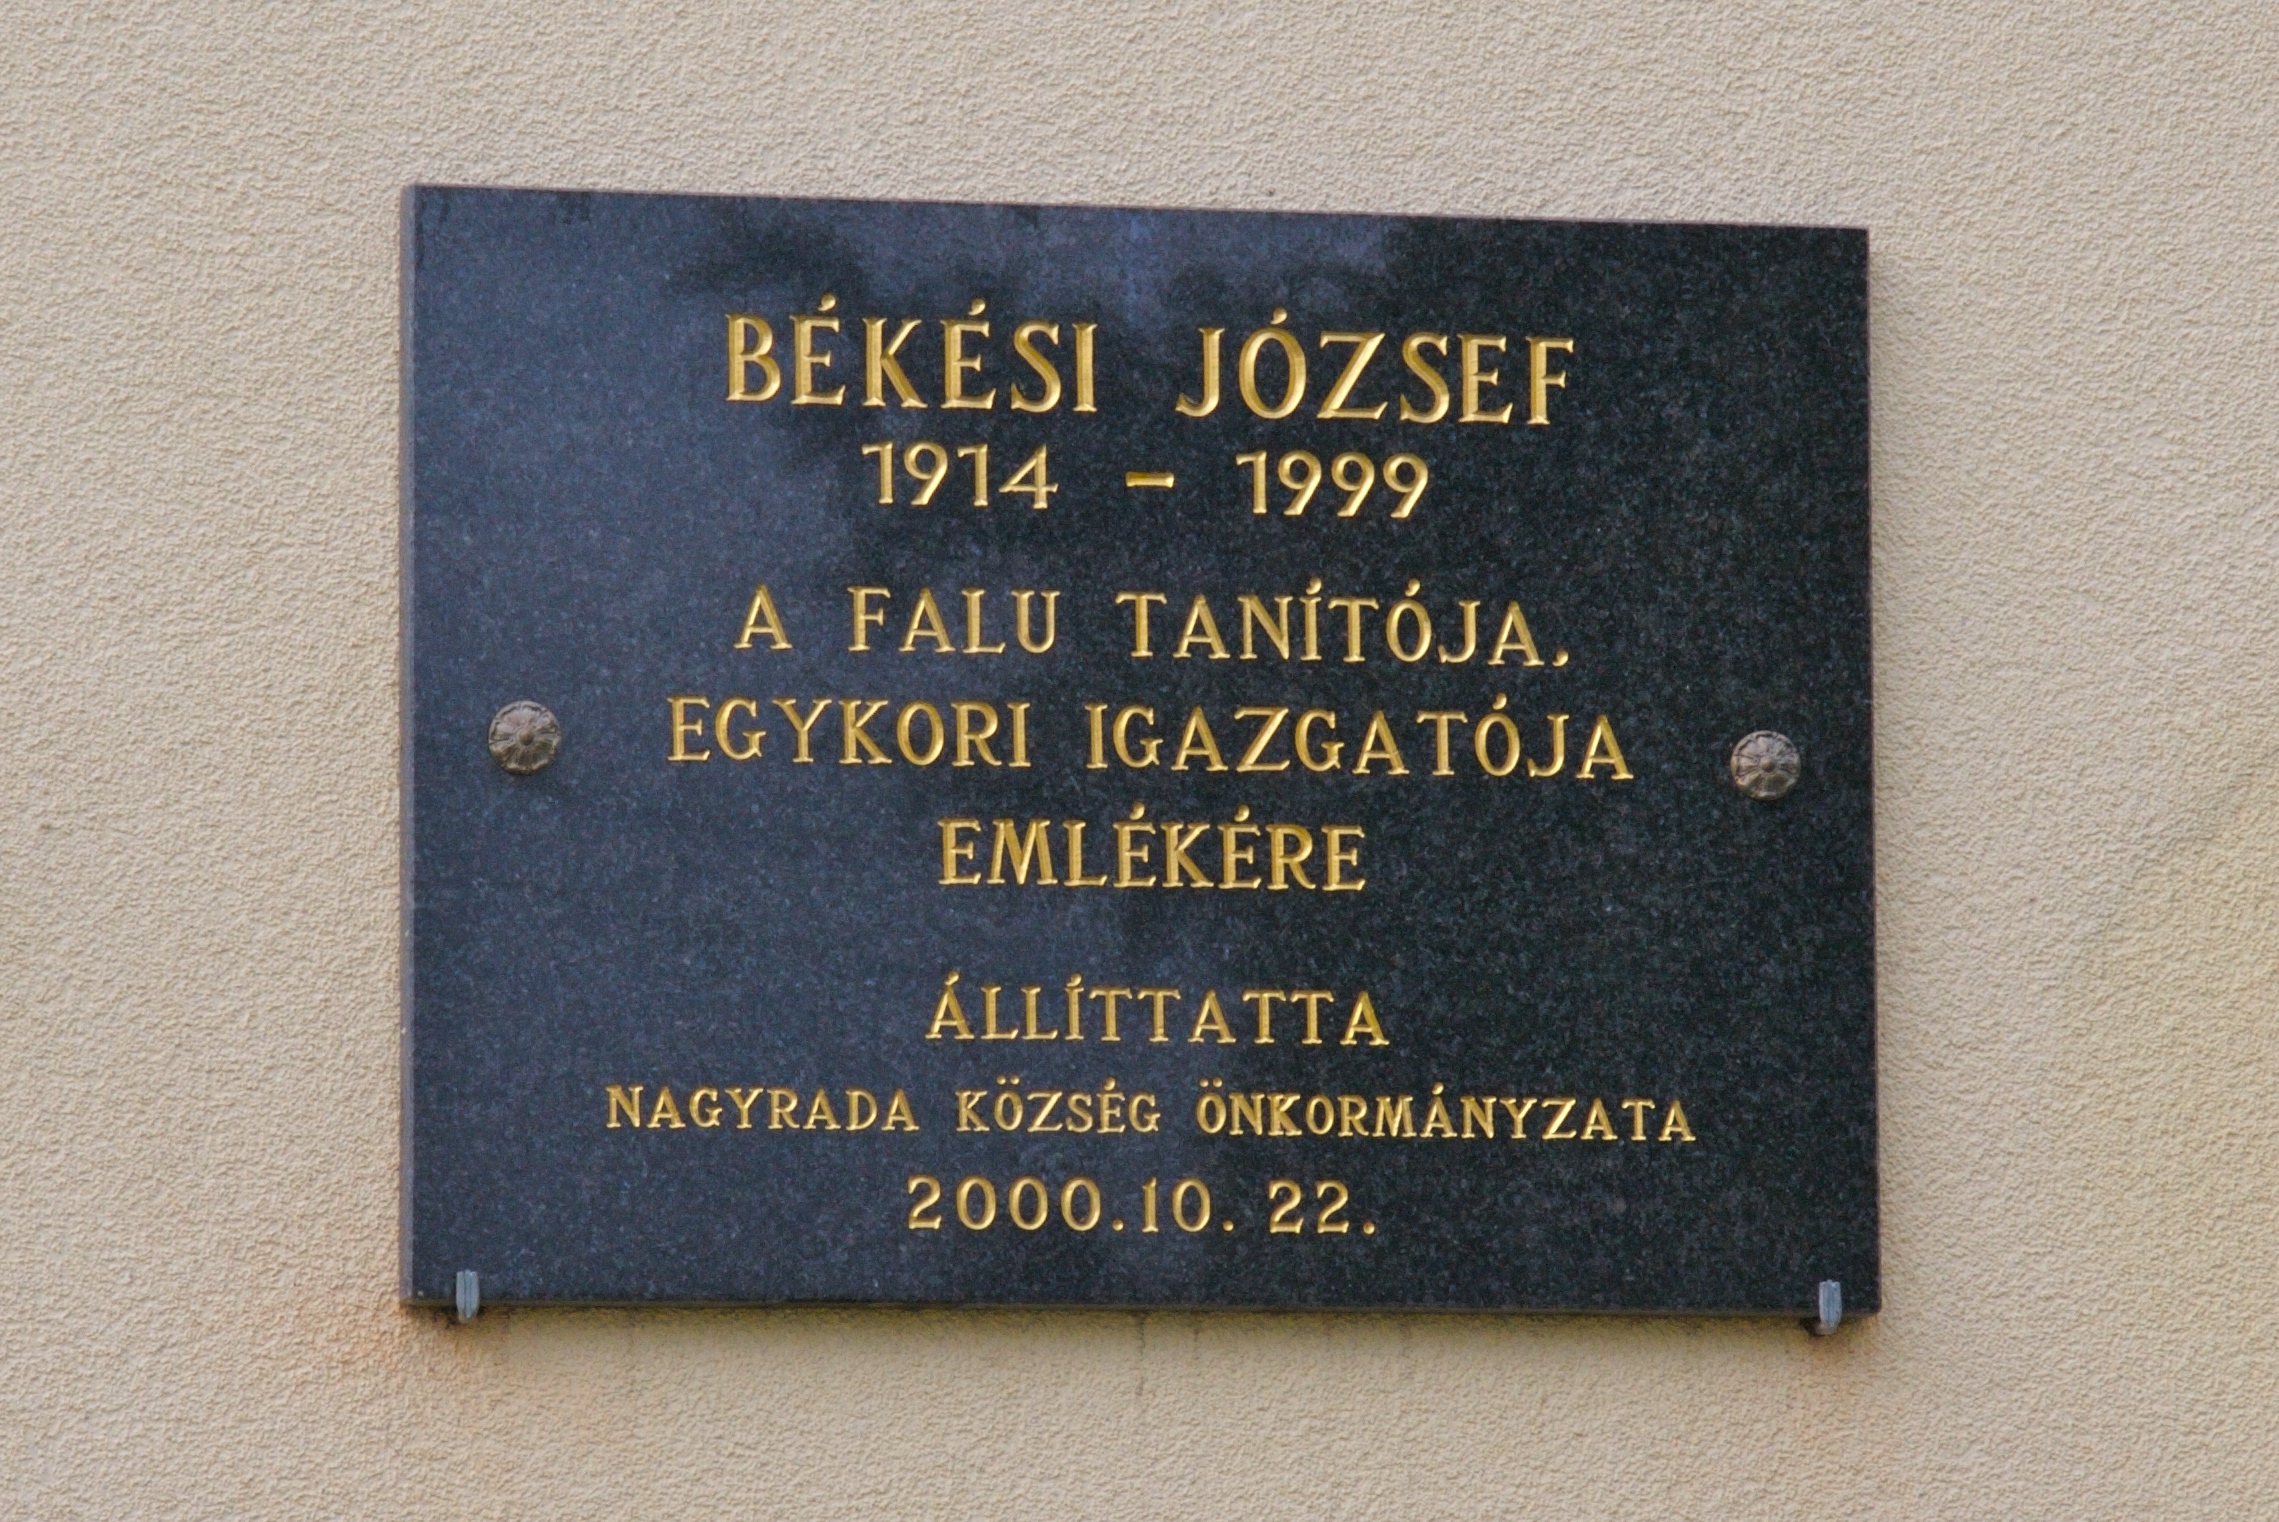 BÉKÉSI JÓZSEF
1914 - 1999
A FALU TANÍTÓJA,
EGYKORI IGAZGATÓJA
EMLÉKÉRE
ÁLLÍTTATTA
NAGYRADA KÖZSÉG ÖNKORMÁNYZATA
2000.10.22.